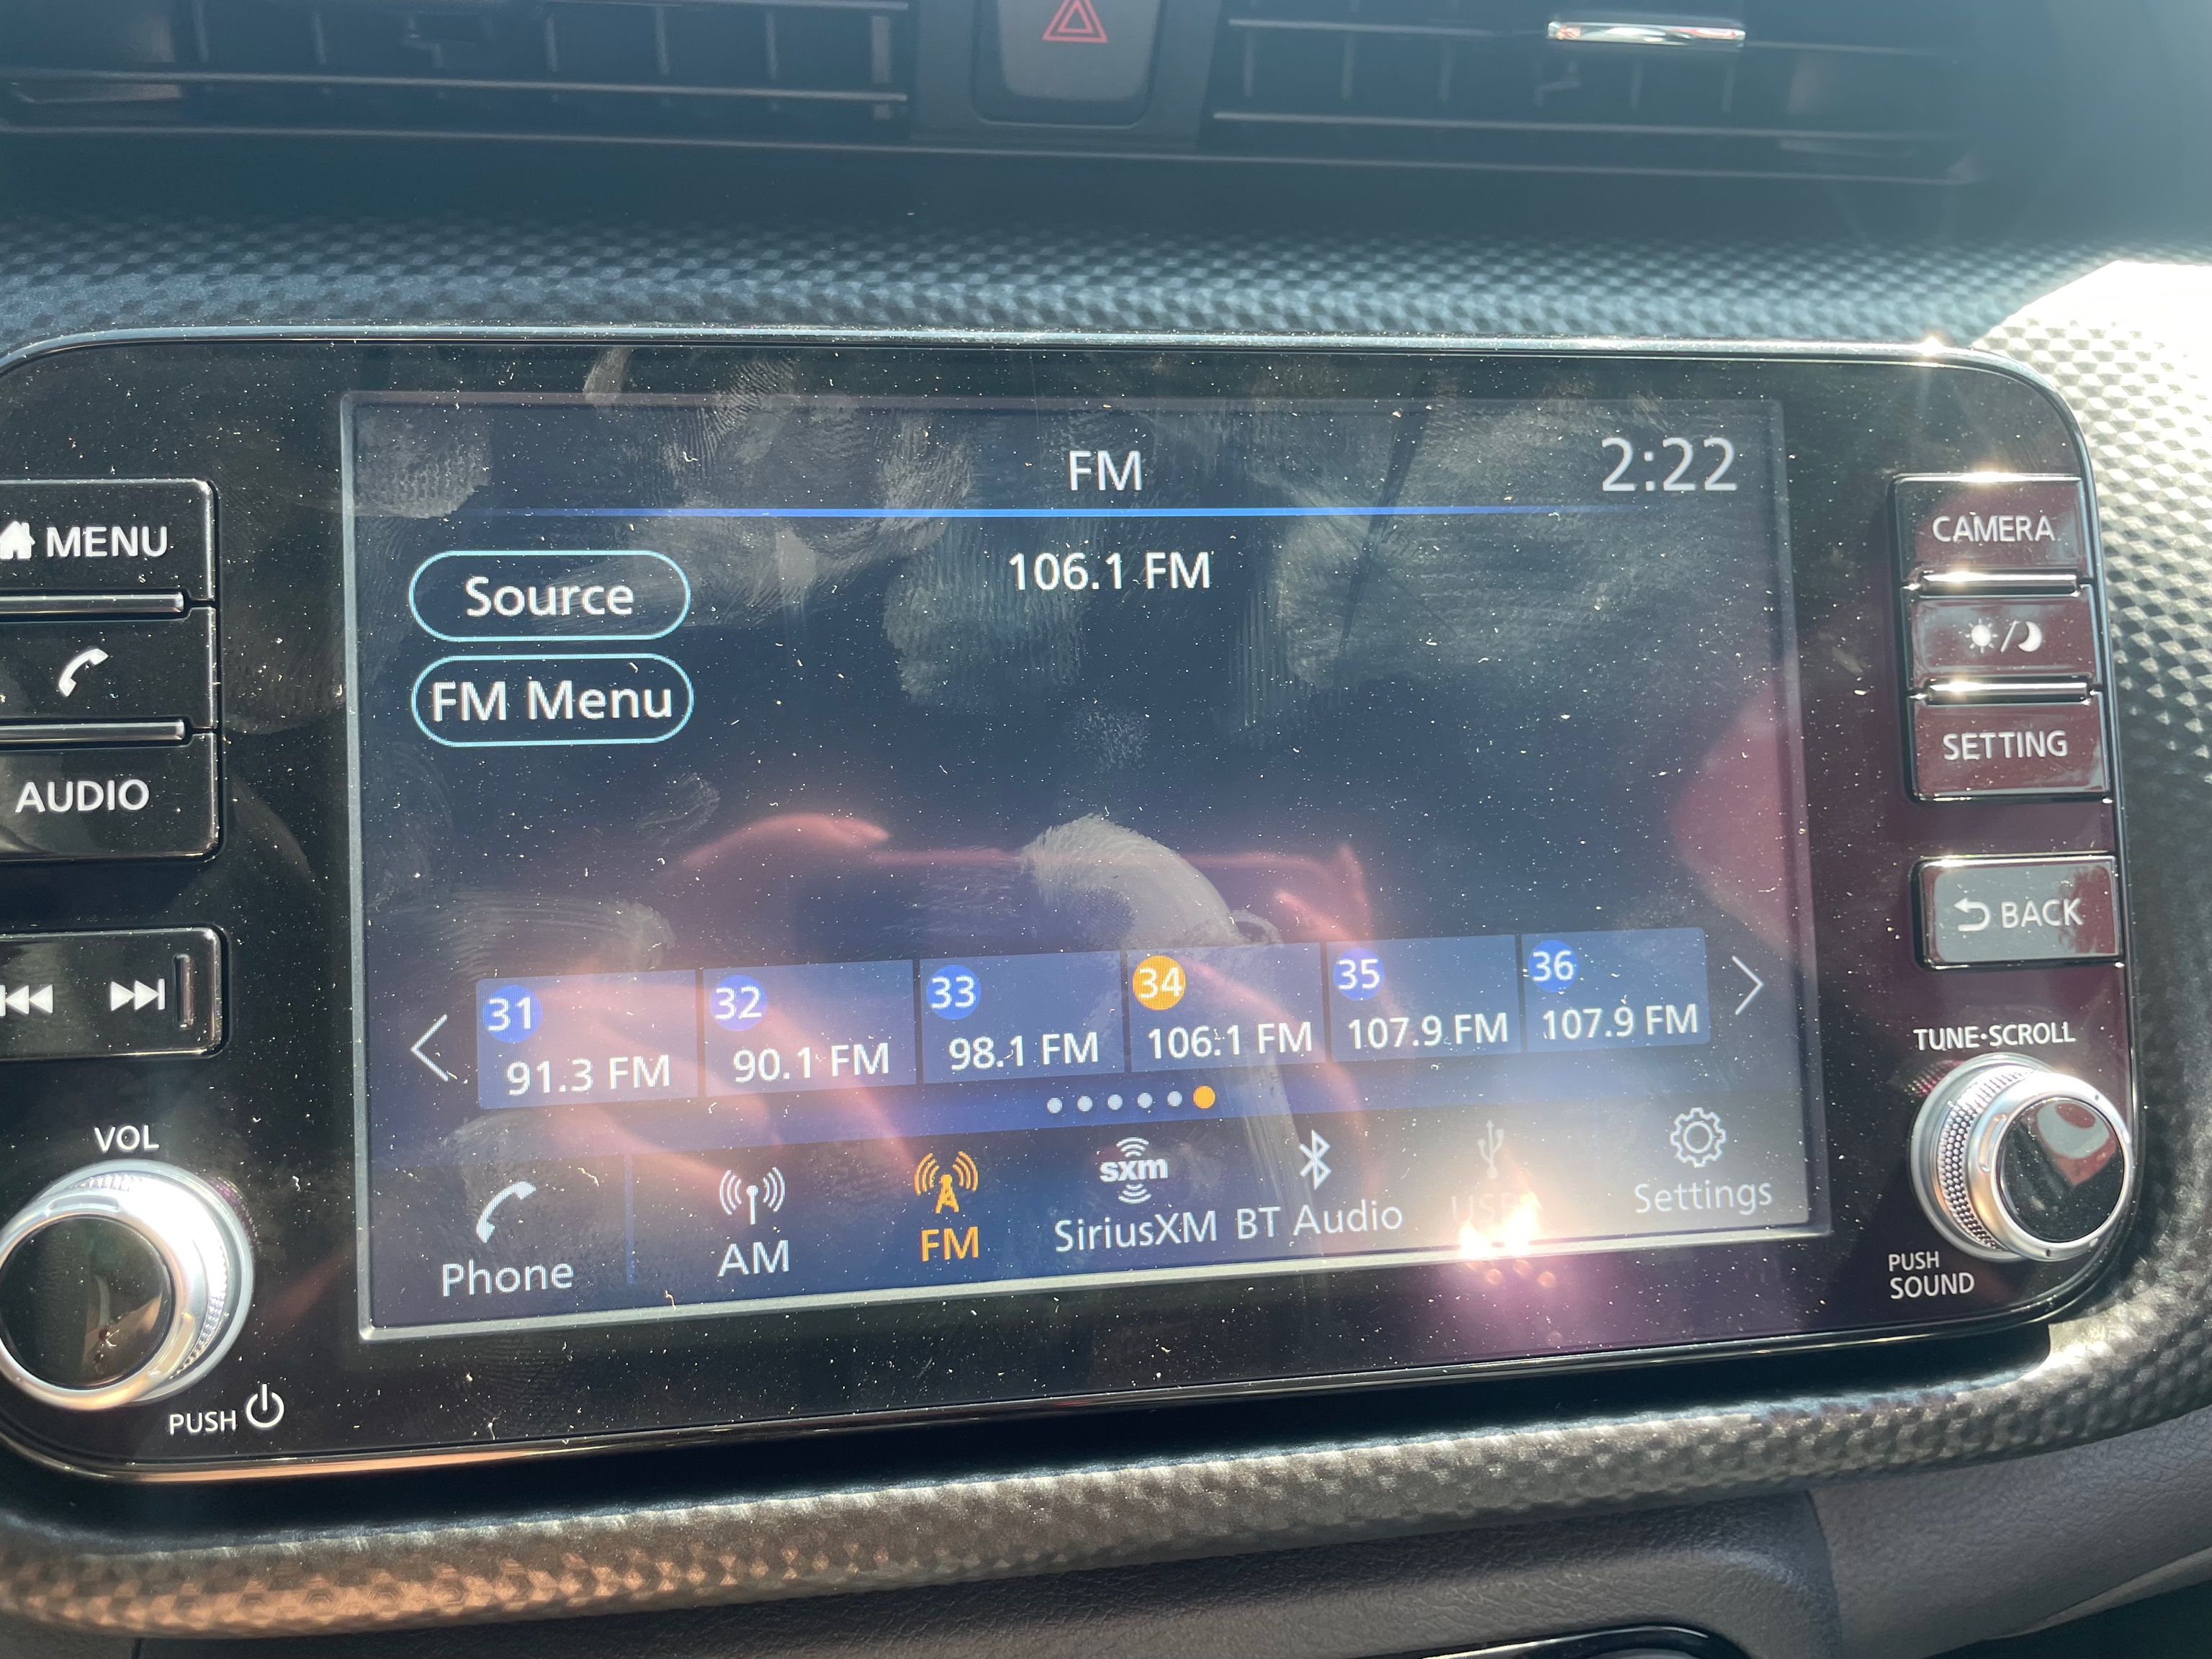 FM
2:22
106.1 FM
Source
FM Menu
31
32
33
34
35
36
91.3 FM
90.1 FM
98.1 FM
106.1 FM
107.9 FM
107.9 FM
Phone
AM
FM
sxm
SiriusXM
BT Audio
USB
Settings
MENU
AUDIO
VOL
PUSH
CAMERA
SETTING
BACK
TUNE•SCROLL
PUSH
SOUND